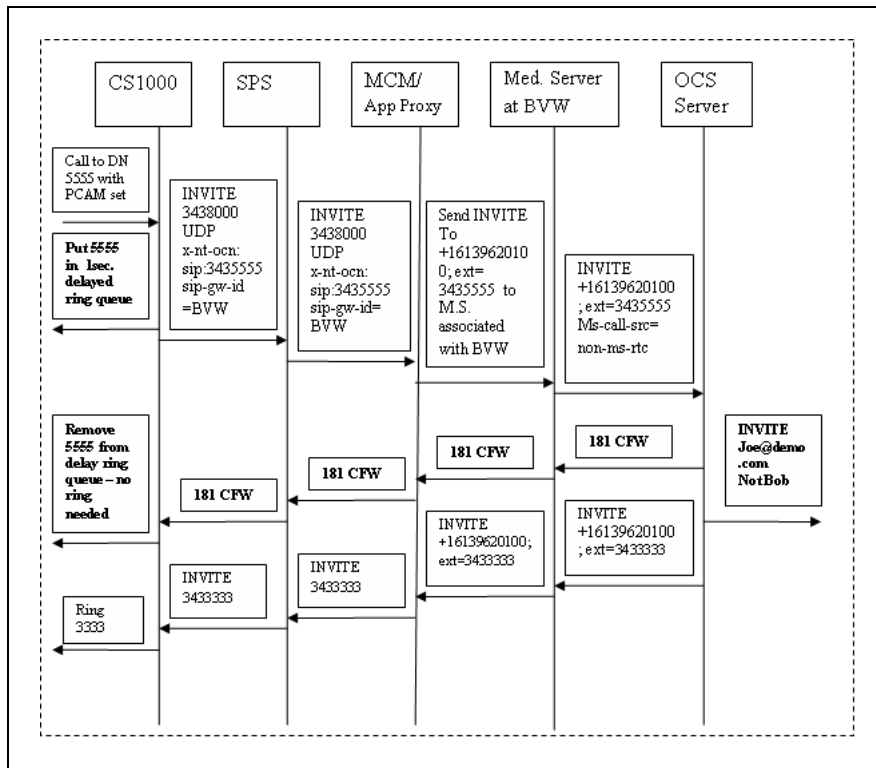 CS1000
SPS
MCM/
App Proxy
Med. Server
at BVW
OCS
Server
Call to DN
5555 with
PCAM set
INVITE
3438000
UDP
x-nt-ocn:
sip:3435555
sip-gw-id
=BVW
INVITE
3438000
UDP
x-nt-ocn:
sip:3435555
sip-gw-id=
BVW
Send INVITE
To
+1613962010
0; ext=
3435555 to
M.S.
associated
with BVW
INVITE
+16139620100
; ext=3435555
Ms-call-src=
non-ms-rtc
Put 5555
in 1sec.
delayed
ring queue
Remove
5555 from
delay ring
queue – no
ring
needed
181 CFW
181 CFW
181 CFW
181 CFW
INVITE
Joe@demo
.com
NotBob
INVITE
3433333
INVITE
3433333
INVITE
+16139620100;
ext=3433333
INVITE
+16139620100
; ext=3433333
Ring
3333